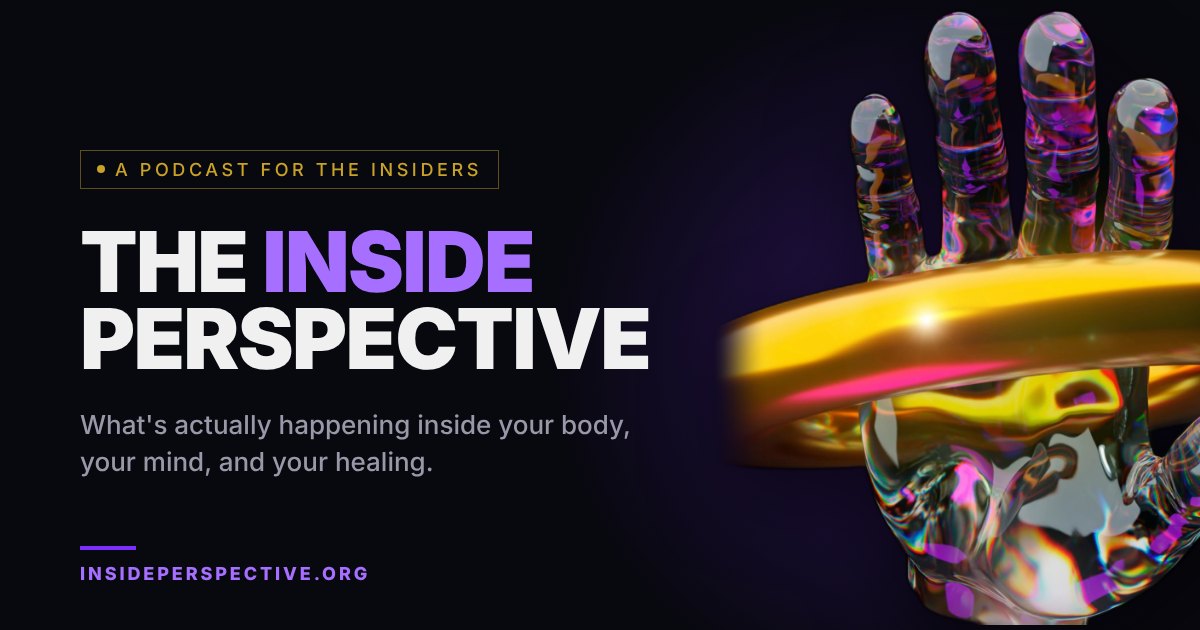 A PODCAST FOR THE INSIDERS
THE INSIDE
PERSPECTIVE
What's actually happening inside your body,
your mind, and your healing.
INSIDEPERSPECTIVE.ORG